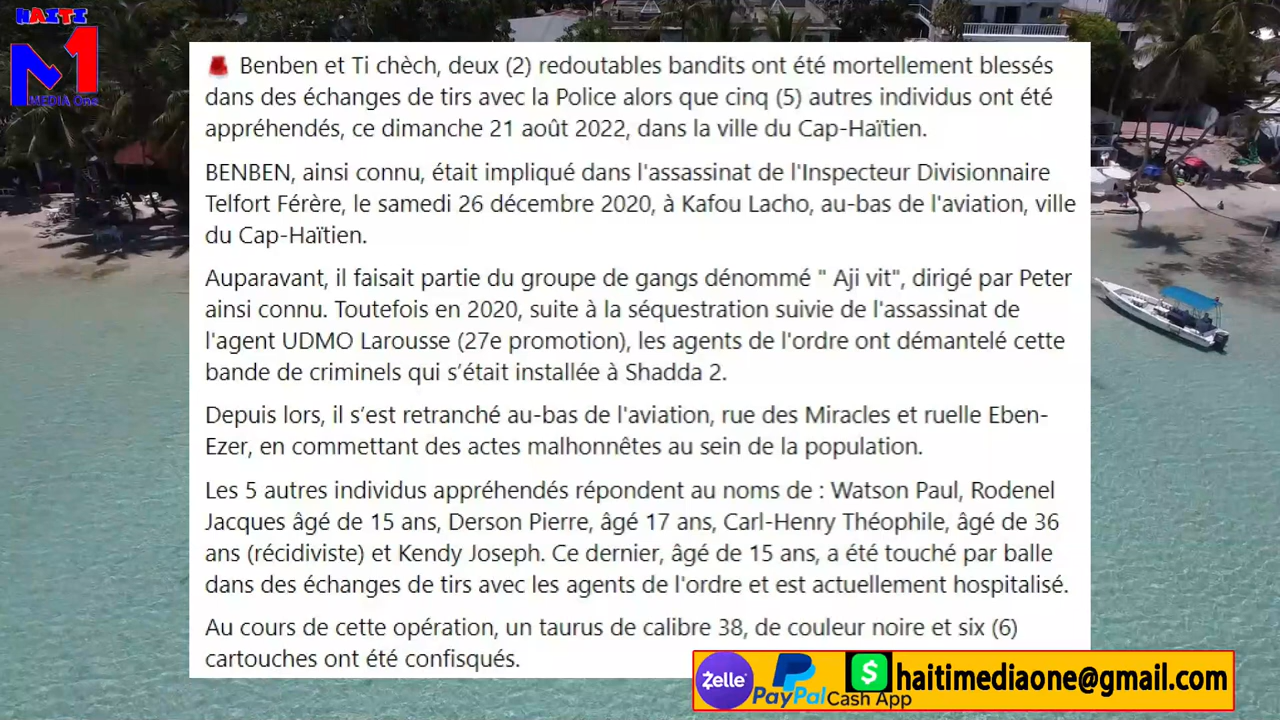 HAITI
M1
MEDIA One
🚨 Benben et Ti chèch, deux (2) redoutables bandits ont été mortellement blessés
dans des échanges de tirs avec la Police alors que cinq (5) autres individus ont été
appréhendés, ce dimanche 21 août 2022, dans la ville du Cap-Haïtien.
BENBEN, ainsi connu, était impliqué dans l'assassinat de l'Inspecteur Divisionnaire
Telfort Férère, le samedi 26 décembre 2020, à Kafou Lacho, au-bas de l'aviation, ville
du Cap-Haïtien.
Auparavant, il faisait partie du groupe de gangs dénommé " Aji vit", dirigé par Peter
ainsi connu. Toutefois en 2020, suite à la séquestration suivie de l'assassinat de
l'agent UDMO Larousse (27e promotion), les agents de l'ordre ont démantelé cette
bande de criminels qui s’était installée à Shadda 2.
Depuis lors, il s’est retranché au-bas de l'aviation, rue des Miracles et ruelle Eben-
Ezer, en commettant des actes malhonnêtes au sein de la population.
Les 5 autres individus appréhendés répondent au noms de : Watson Paul, Rodenel
Jacques âgé de 15 ans, Derson Pierre, âgé 17 ans, Carl-Henry Théophile, âgé de 36
ans (récidiviste) et Kendy Joseph. Ce dernier, âgé de 15 ans, a été touché par balle
dans des échanges de tirs avec les agents de l'ordre et est actuellement hospitalisé.
Au cours de cette opération, un taurus de calibre 38, de couleur noire et six (6)
cartouches ont été confisqués.
Zelle
PayPal
$
Cash App
haitimediaone@gmail.com